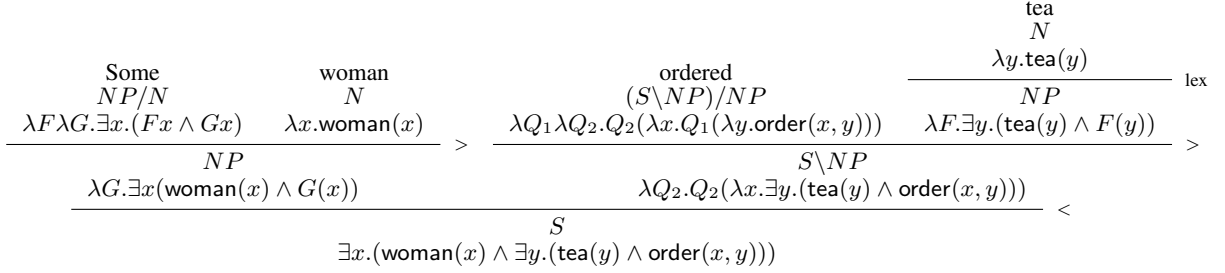 tea
N
λy.tea(y)
lex
Some woman ordered NP
NP/N N (S\NP)/NP
λFλG.∃x.(Fx ∧ Gx) λx.woman(x) λQ₁λQ₂.Q₂(λx.Q₁(λy.order(x, y))) λF.∃y.(tea(y) ∧ F(y))
> >
NP S\NP
λG.∃x(woman(x) ∧ G(x)) λQ₂.Q₂(λx.∃y.(tea(y) ∧ order(x, y)))
<
S
∃x.(woman(x) ∧ ∃y.(tea(y) ∧ order(x, y)))